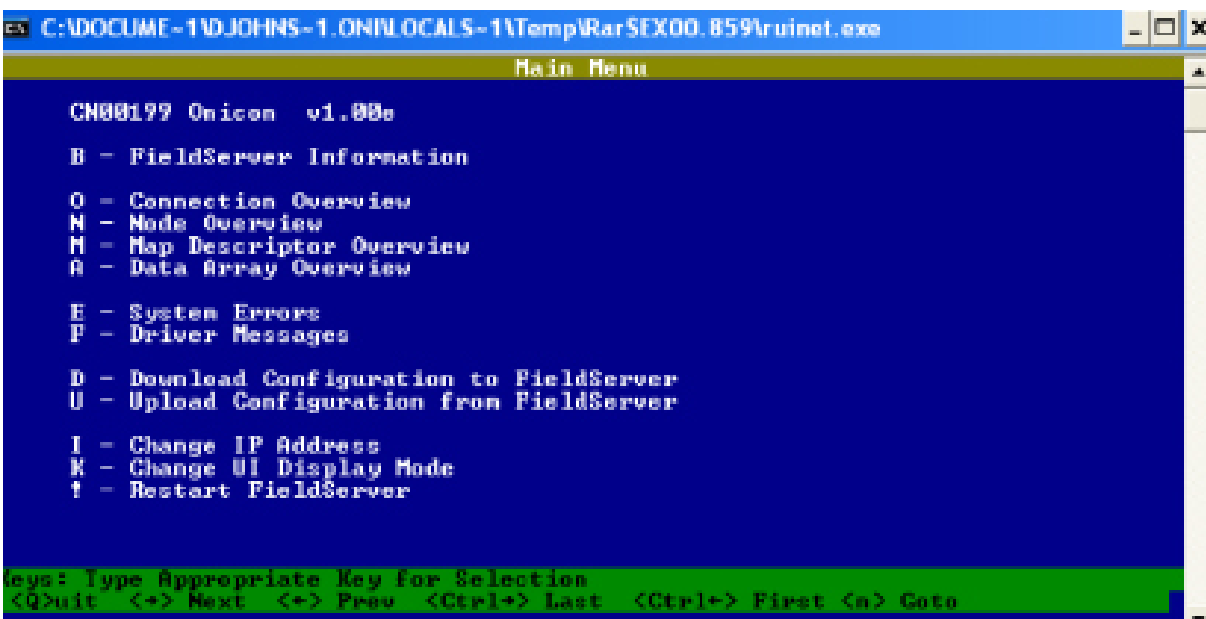 C:\DOCUME~1\DJOHNS~1.ONI\LOCALS~1\Temp\Rar$EX00.859\ruinet.exe
Main Menu
CN00199 Onicon v1.00e
B - FieldServer Information
O - Connection Overview
N - Node Overview
M - Map Descriptor Overview
A - Data Array Overview
E - System Errors
F - Driver Messages
D - Download Configuration to FieldServer
U - Upload Configuration from FieldServer
I - Change IP Address
K - Change UI Display Mode
! - Restart FieldServer
Keys: Type Appropriate Key for Selection
<Q>uit <→> Next <←> Prev <Ctrl→> Last <Ctrl←> First <n> Goto